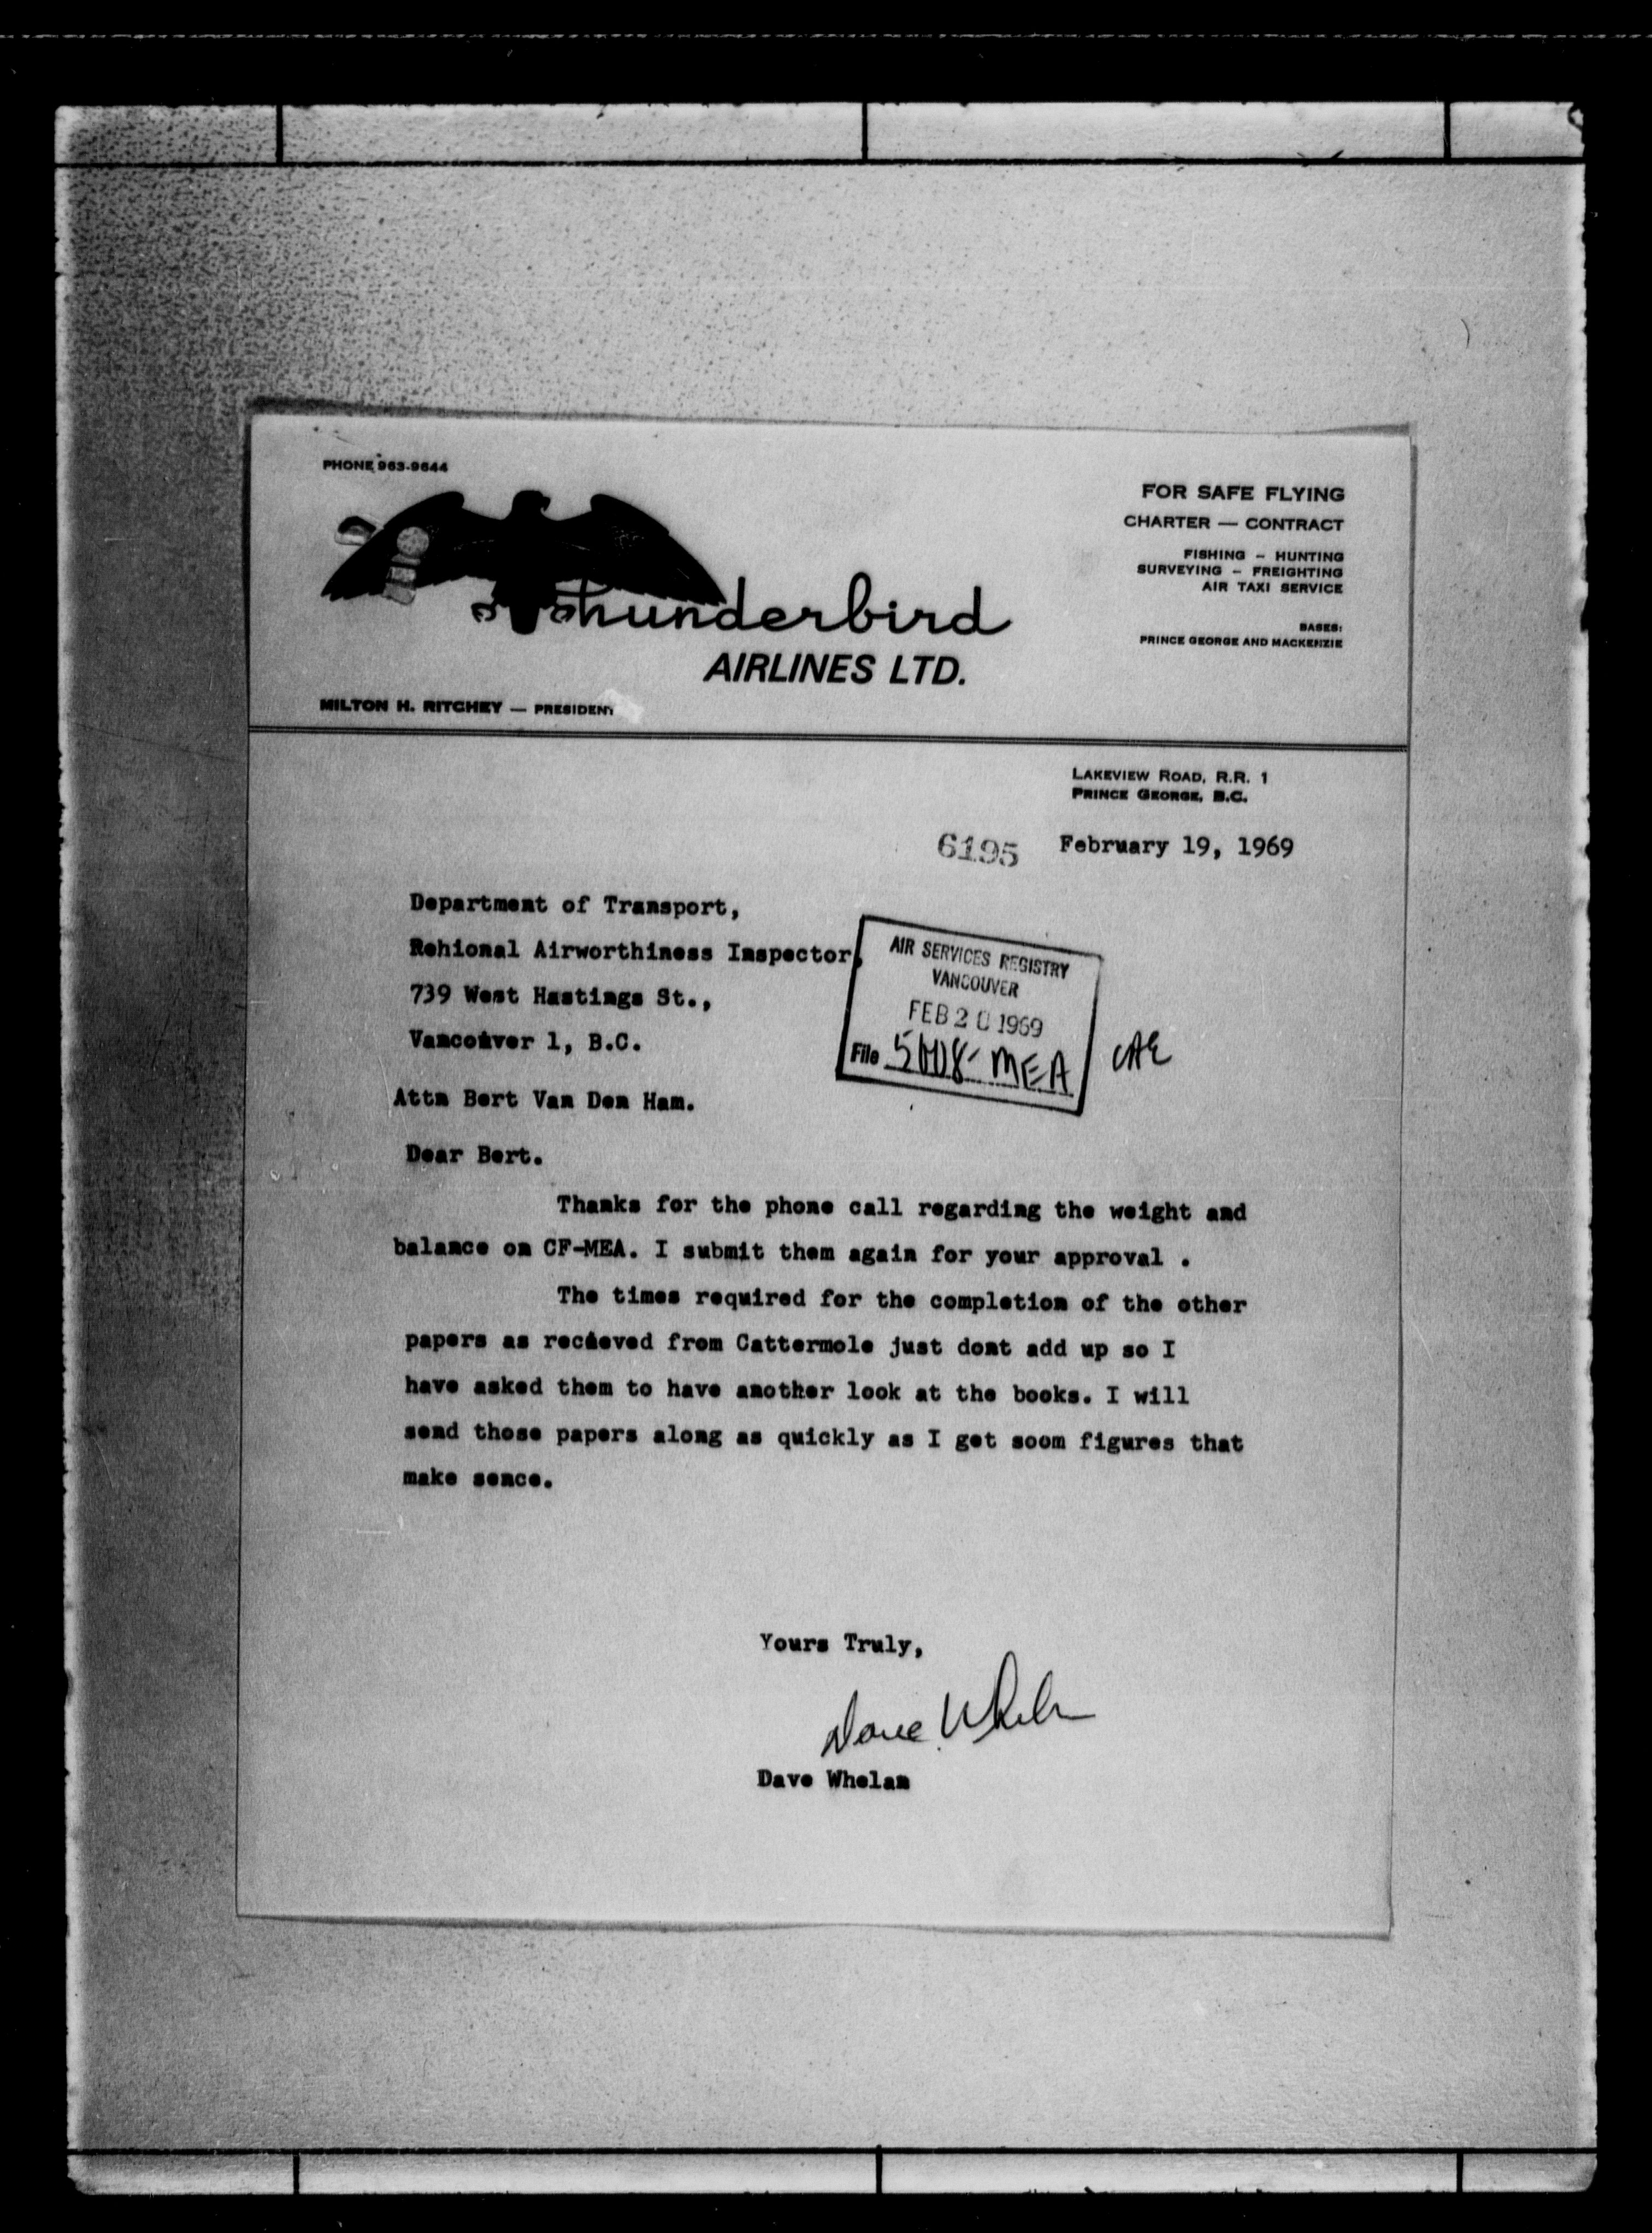 PHONE 963-9644
FOR SAFE FLYING
CHARTER — CONTRACT
FISHING - HUNTING
SURVEYING - FREIGHTING
AIR TAXI SERVICE
BASES:
PRINCE GEORGE AND MACKENZIE
Thunderbird
AIRLINES LTD.
MILTON H. RITCHEY — PRESIDENT
LAKEVIEW ROAD, R.R. 1
PRINCE GEORGE, B.C.
6195 February 19, 1969
Department of Transport,
Rehional Airworthiness Inspector,
739 West Hastings St.,
Vancouver 1, B.C.
AIR SERVICES REGISTRY
VANCOUVER
FEB 20 1969
File 5008-MEA
Attn Bert Van Den Ham.
Dear Bert.
Thanks for the phone call regarding the weight and
balance on CF-MEA. I submit them again for your approval .
The times required for the completion of the other
papers as recieved from Cattermole just dont add up so I
have asked them to have another look at the books. I will
send those papers along as quickly as I get soom figures that
make sence.
Yours Truly,
Dave Whelan
Dave Whelan